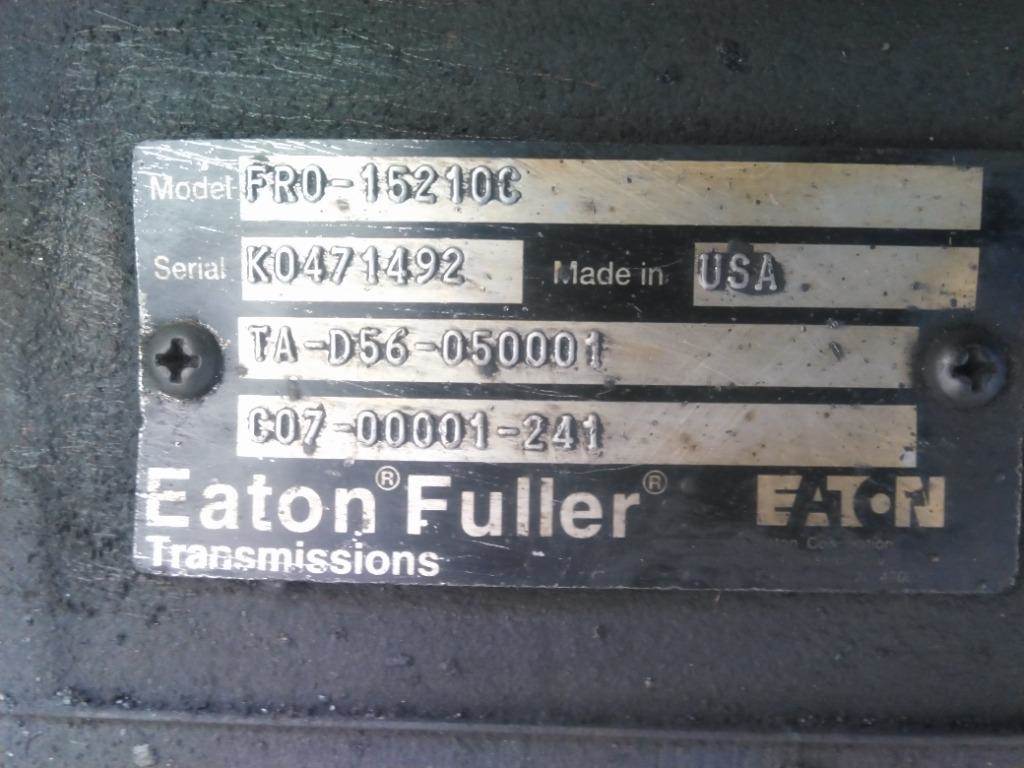 Model FRO-15210C
Serial K0471492 Made in USA
TA-D56-050001
C07-00001-241
Eaton® Fuller® EATON
Transmissions